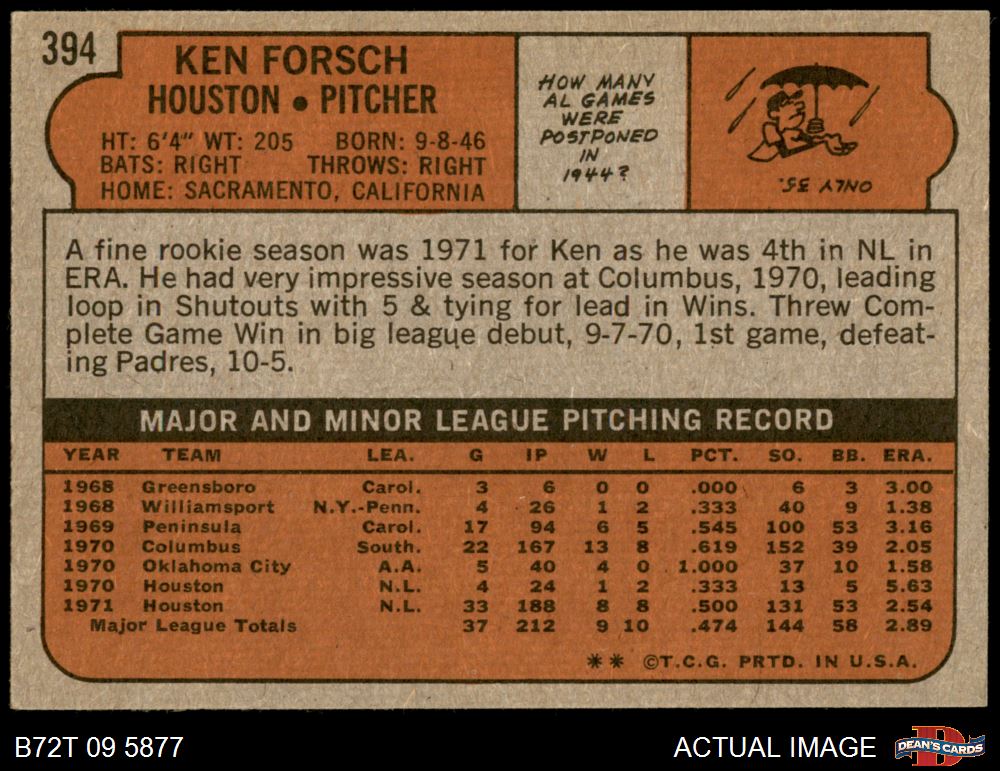 394
KEN FORSCH
HOUSTON • PITCHER
HT: 6'4" WT: 205 BORN: 9-8-46
BATS: RIGHT THROWS: RIGHT
HOME: SACRAMENTO, CALIFORNIA
HOW MANY
AL GAMES
WERE
POSTPONED
IN
1944?
ONLY 35.
A fine rookie season was 1971 for Ken as he was 4th in NL in
ERA. He had very impressive season at Columbus, 1970, leading
loop in Shutouts with 5 & tying for lead in Wins. Threw Com-
plete Game Win in big league debut, 9-7-70, 1st game, defeat-
ing Padres, 10-5.
MAJOR AND MINOR LEAGUE PITCHING RECORD
YEAR TEAM LEA. G IP W L PCT. SO. BB. ERA.
1968 Greensboro Carol. 3 6 0 0 .000 6 3 3.00
1968 Williamsport N.Y.-Penn. 4 26 1 2 .333 40 9 1.38
1969 Peninsula Carol. 17 94 6 5 .545 100 53 3.16
1970 Columbus South. 22 167 13 8 .619 152 39 2.05
1970 Oklahoma City A.A. 5 40 4 0 1.000 37 10 1.58
1970 Houston N.L. 4 24 1 2 .333 13 5 5.63
1971 Houston N.L. 33 188 8 8 .500 131 53 2.54
Major League Totals 37 212 9 10 .474 144 58 2.89
** ©T.C.G. PRTD. IN U.S.A.
B72T 09 5877
ACTUAL IMAGE
DEAN'S CARDS